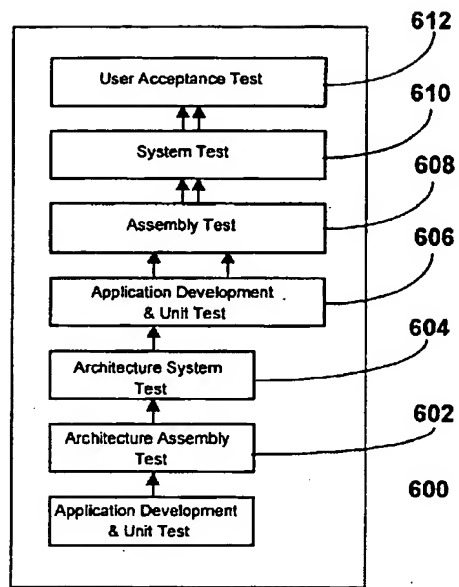 612
User Acceptance Test
610
System Test
608
Assembly Test
606
Application Development
& Unit Test
604
Architecture System
Test
602
Architecture Assembly
Test
600
Application Development
& Unit Test